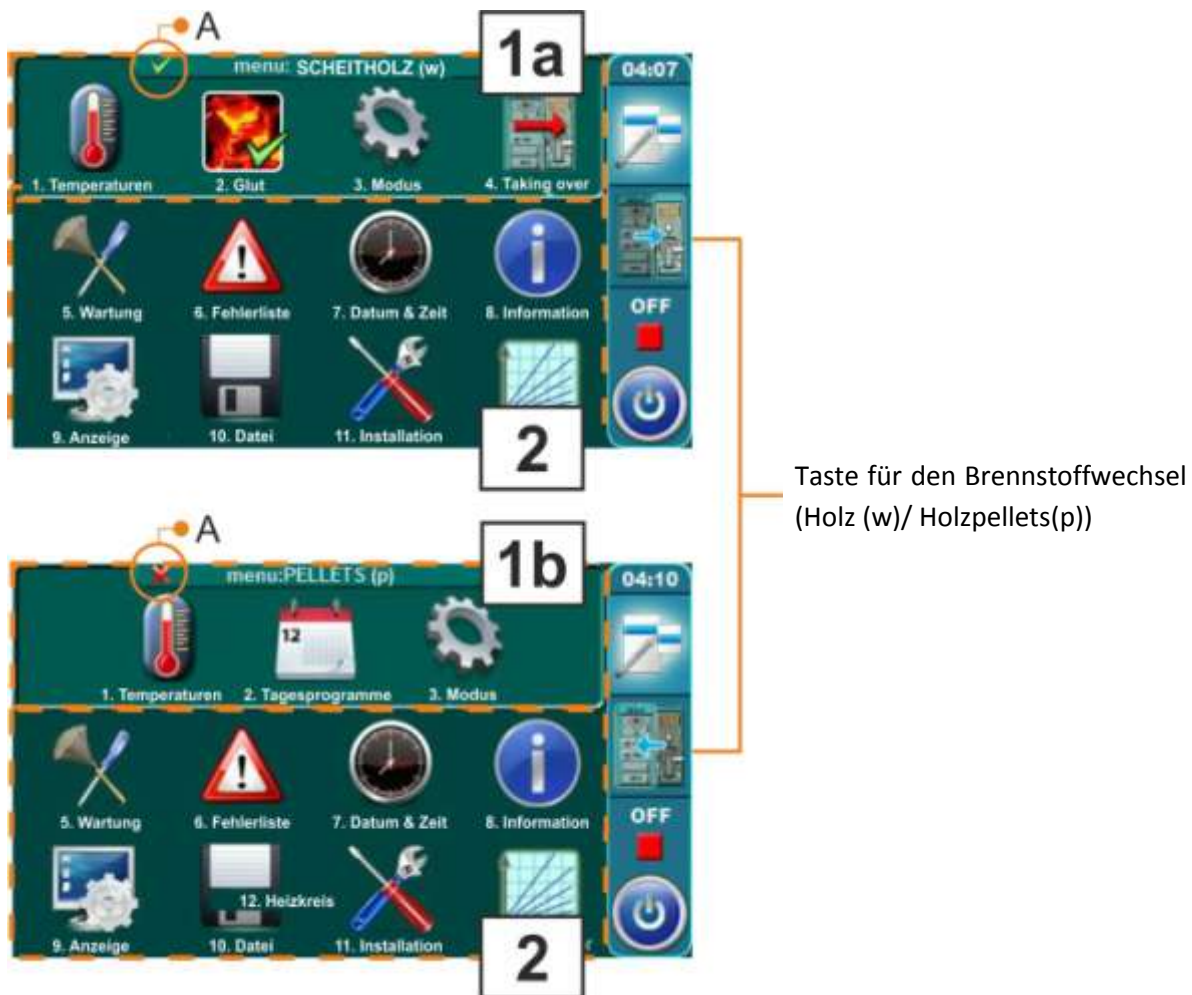 A
1a
menu: SCHEITHOLZ (w)
04:07
1. Temperaturen
2. Glut
3. Modus
4. Taking over
5. Wartung
6. Fehlerliste
7. Datum & Zeit
8. Information
OFF
9. Anzeige
10. Datei
11. Installation
2
Taste für den Brennstoffwechsel
(Holz (w)/ Holzpellets(p))
A
1b
menu:PELLETS (p)
04:10
12
1. Temperaturen
2. Tagesprogramme
3. Modus
5. Wartung
6. Fehlerliste
7. Datum & Zeit
8. Information
OFF
12. Heizkreis
9. Anzeige
10. Datei
11. Installation
2